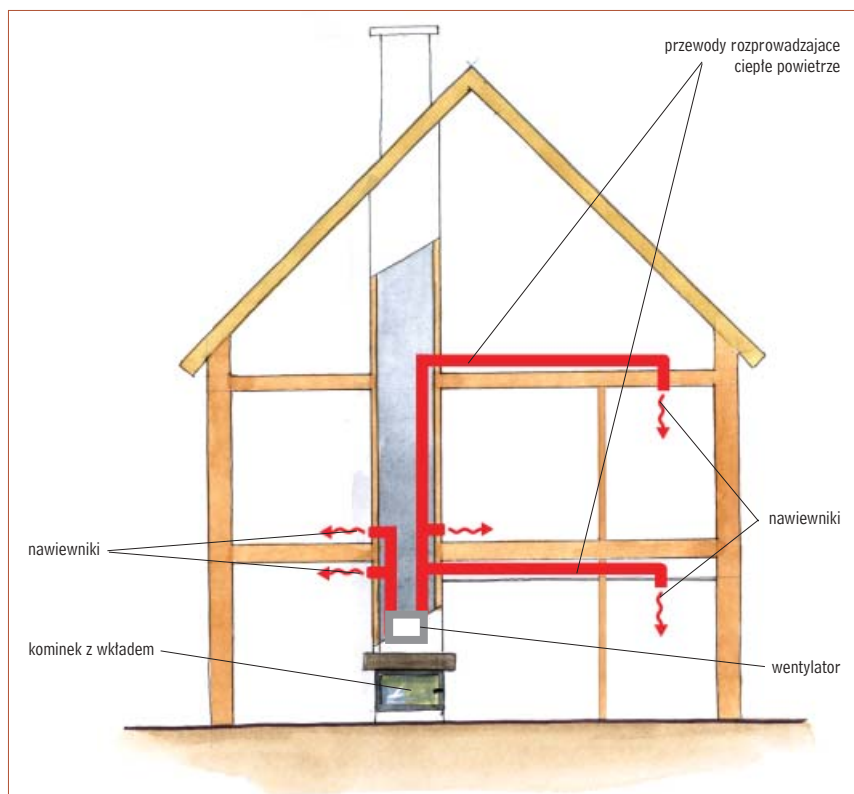 przewody rozprowadzajace
ciepłe powietrze
nawiewniki
nawiewniki
kominek z wkładem
wentylator